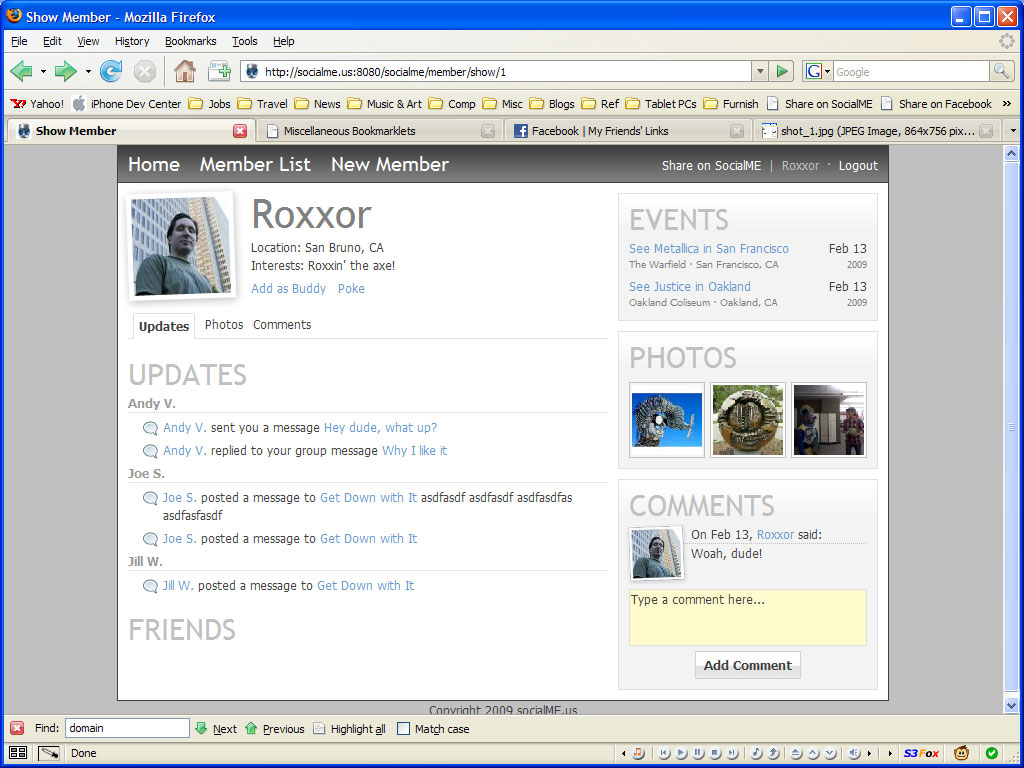 Show Member - Mozilla Firefox
File Edit View History Bookmarks Tools Help
http://socialme.us:8080/socialme/member/show/1
G Google
Yahoo! iPhone Dev Center Jobs Travel News Music & Art Comp Misc Blogs Ref Tablet PCs Furnish Share on SocialME Share on Facebook »
Show Member Miscellaneous Bookmarklets Facebook | My Friends' Links shot_1.jpg (JPEG Image, 864x756 pix...
Home Member List New Member Share on SocialME | Roxxor · Logout
Roxxor
Location: San Bruno, CA
Interests: Roxxin' the axe!
Add as Buddy Poke
Updates Photos Comments
UPDATES
Andy V.
Andy V. sent you a message Hey dude, what up?
Andy V. replied to your group message Why I like it
Joe S.
Joe S. posted a message to Get Down with It asdfasdf asdfasdf asdfasdfas
asdfasfasdf
Joe S. posted a message to Get Down with It
Jill W.
Jill W. posted a message to Get Down with It
FRIENDS
EVENTS
See Metallica in San Francisco Feb 13
The Warfield · San Francisco, CA 2009
See Justice in Oakland Feb 13
Oakland Coliseum · Oakland, CA 2009
PHOTOS
COMMENTS
On Feb 13, Roxxor said:
Woah, dude!
Type a comment here...
Add Comment
Copyright 2009 socialME.us
Find: domain Next Previous Highlight all Match case
Done S3Fox